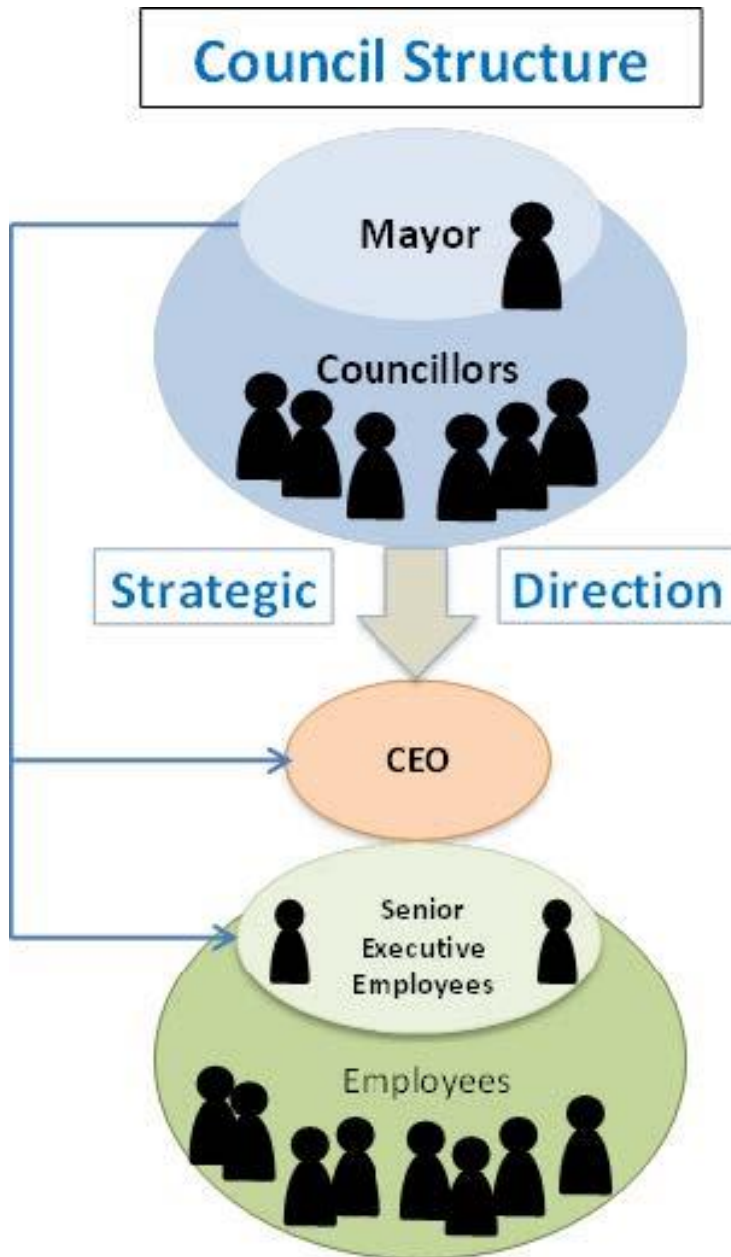 Council Structure
Mayor
Councillors
Strategic
Direction
CEO
Senior
Executive
Employees
Employees